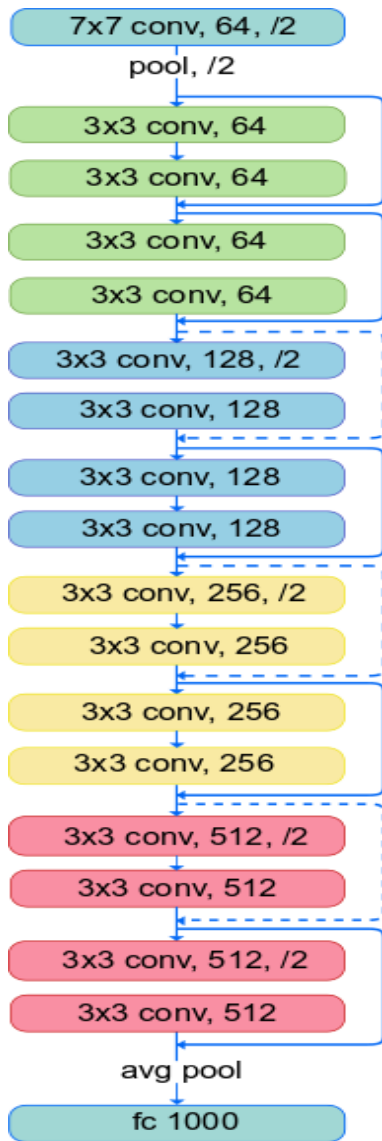 7x7 conv, 64, /2
pool, /2
3x3 conv, 64
3x3 conv, 64
3x3 conv, 64
3x3 conv, 64
3x3 conv, 128, /2
3x3 conv, 128
3x3 conv, 128
3x3 conv, 128
3x3 conv, 256, /2
3x3 conv, 256
3x3 conv, 256
3x3 conv, 256
3x3 conv, 512, /2
3x3 conv, 512
3x3 conv, 512, /2
3x3 conv, 512
avg pool
fc 1000